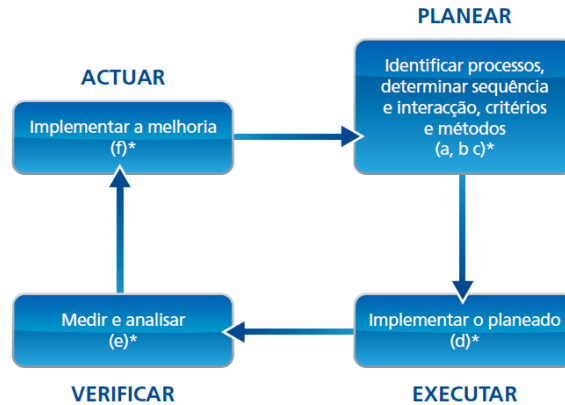 PLANEAR
Identificar processos,
determinar sequência
e interacção, critérios
e métodos
(a, b c)*
ACTUAR
Implementar a melhoria
(f)*
Medir e analisar
(e)*
VERIFICAR
Implementar o planeado
(d)*
EXECUTAR